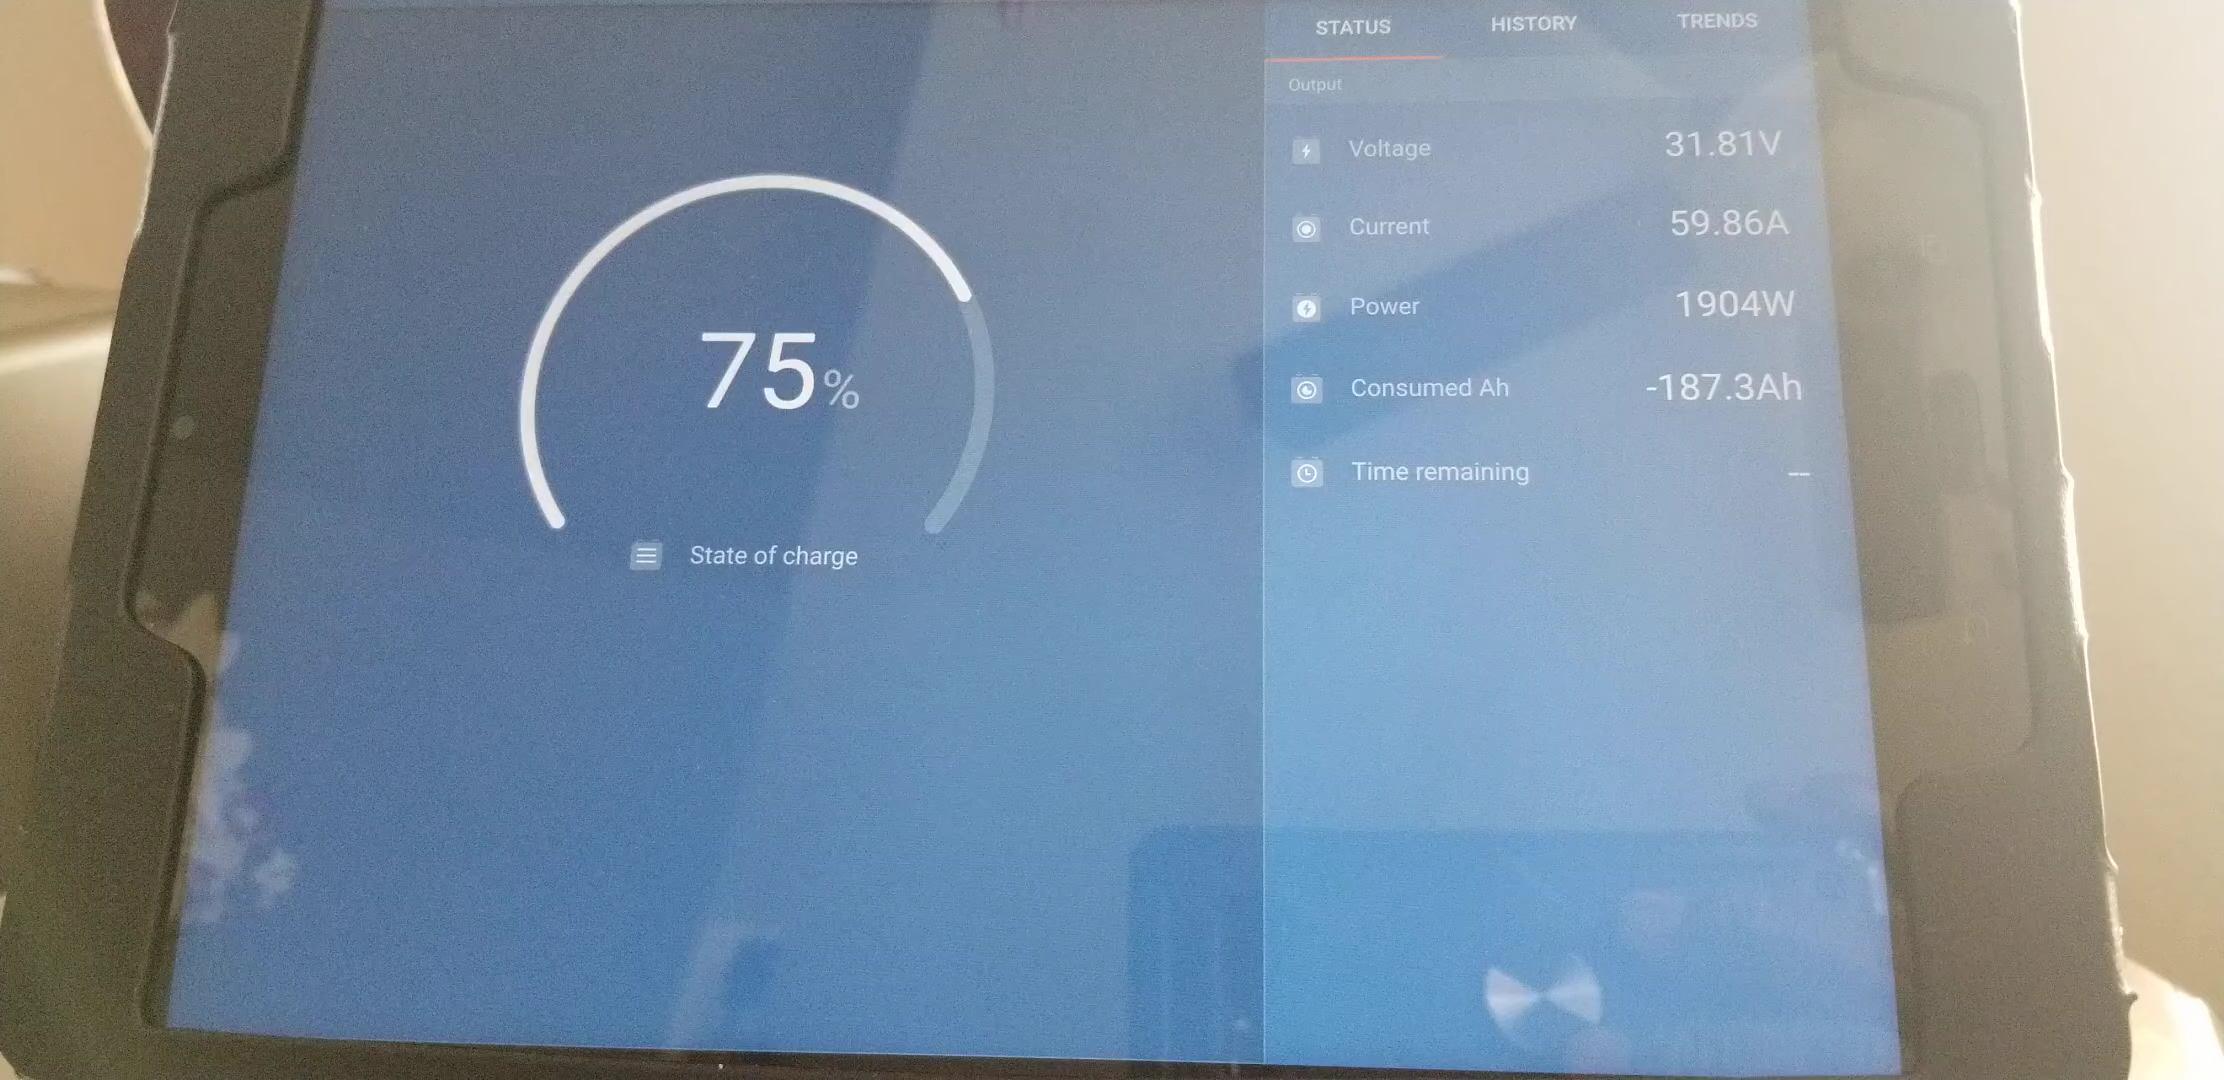 STATUS HISTORY TRENDS
Output
Voltage 31.81V
Current 59.86A
Power 1904W
Consumed Ah -187.3Ah
Time remaining --
75%
State of charge